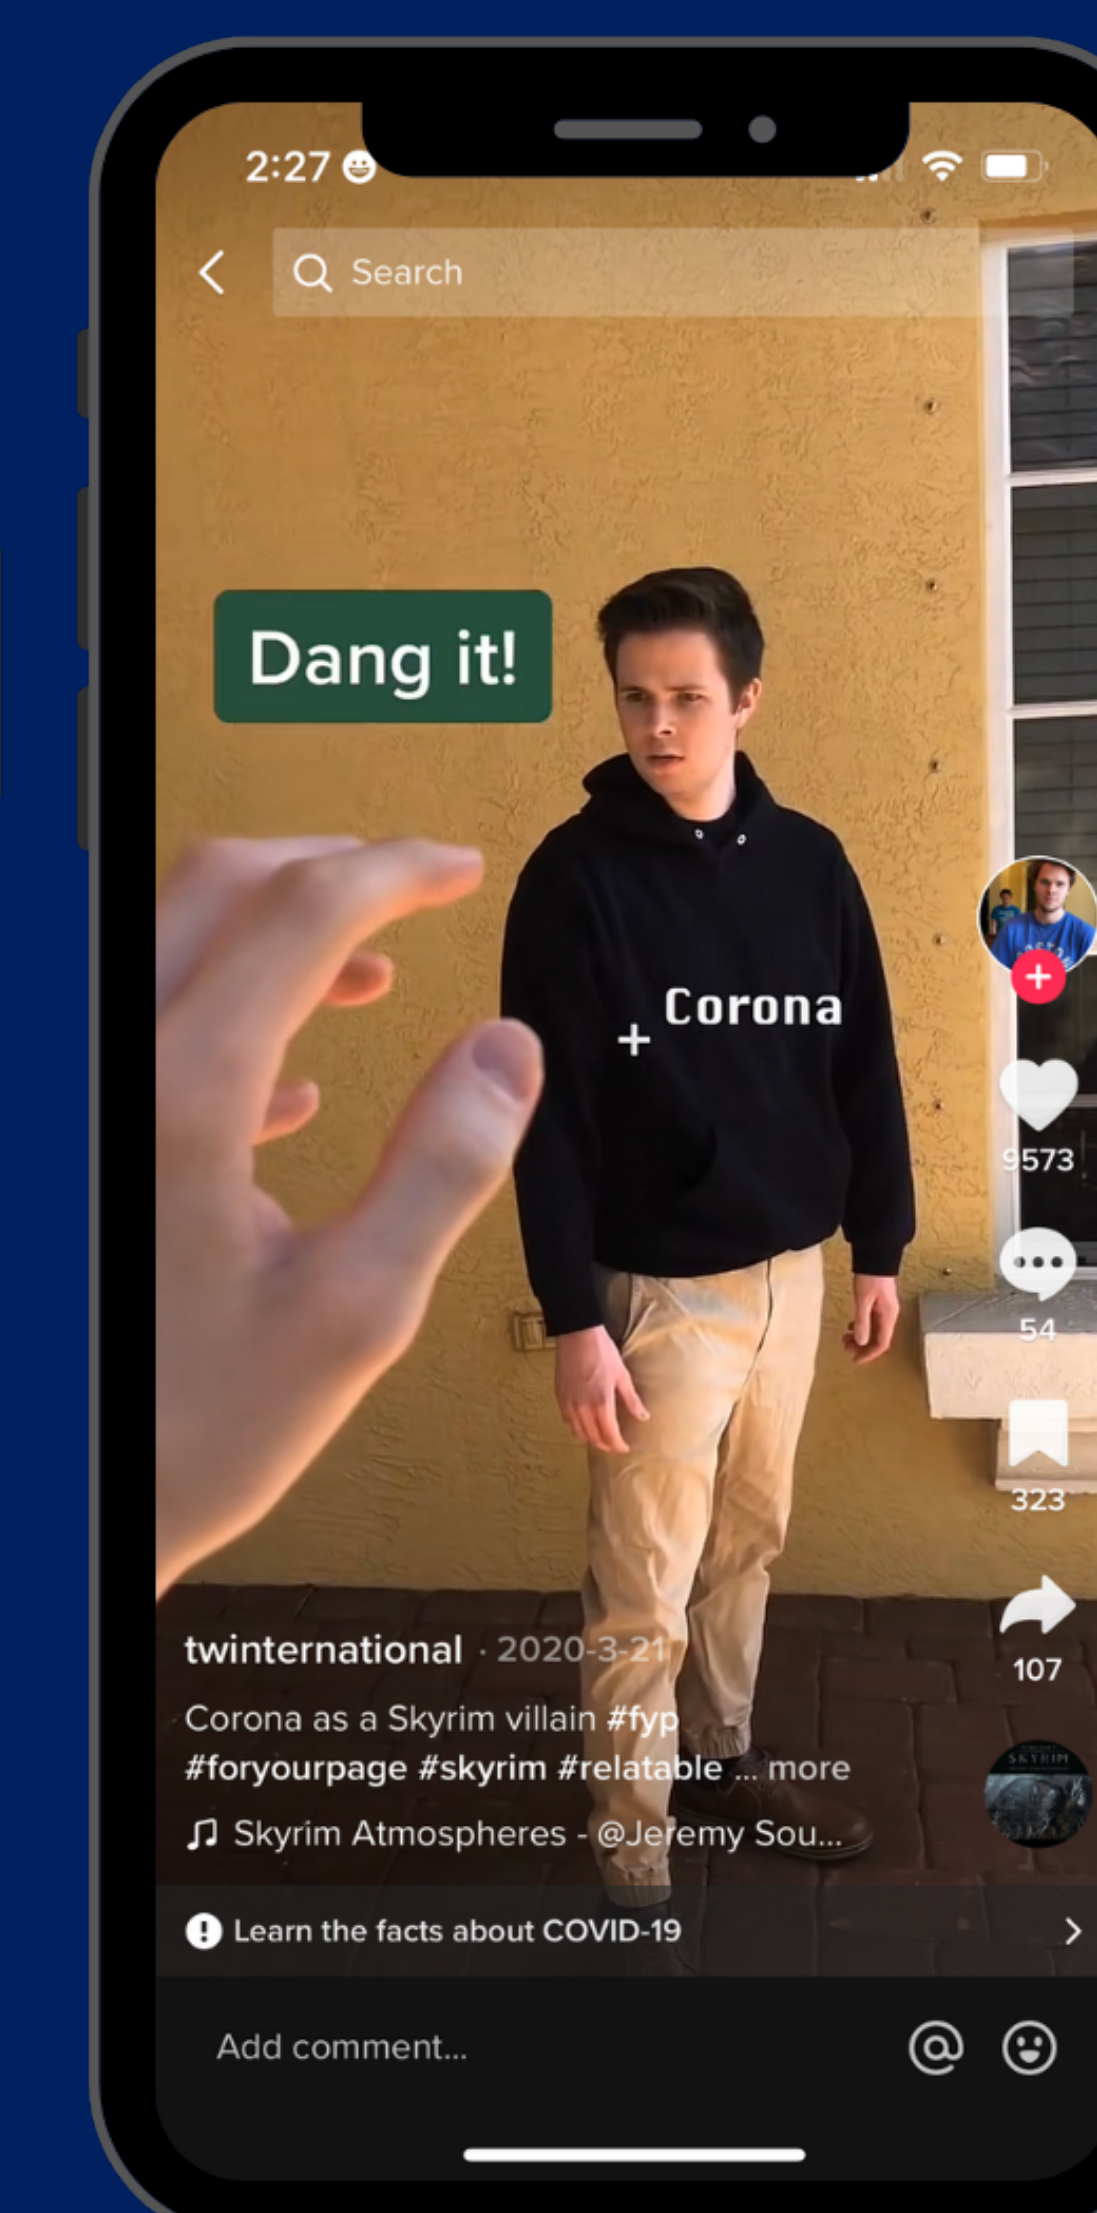 2:27
Search
Dang it!
Corona
9573
54
323
107
twinternational · 2020-3-21
Corona as a Skyrim villain #fyp
#foryourpage #skyrim #relatable ... more
Skyrim Atmospheres - @Jeremy Sou...
SKYRIM
Learn the facts about COVID-19
Add comment...